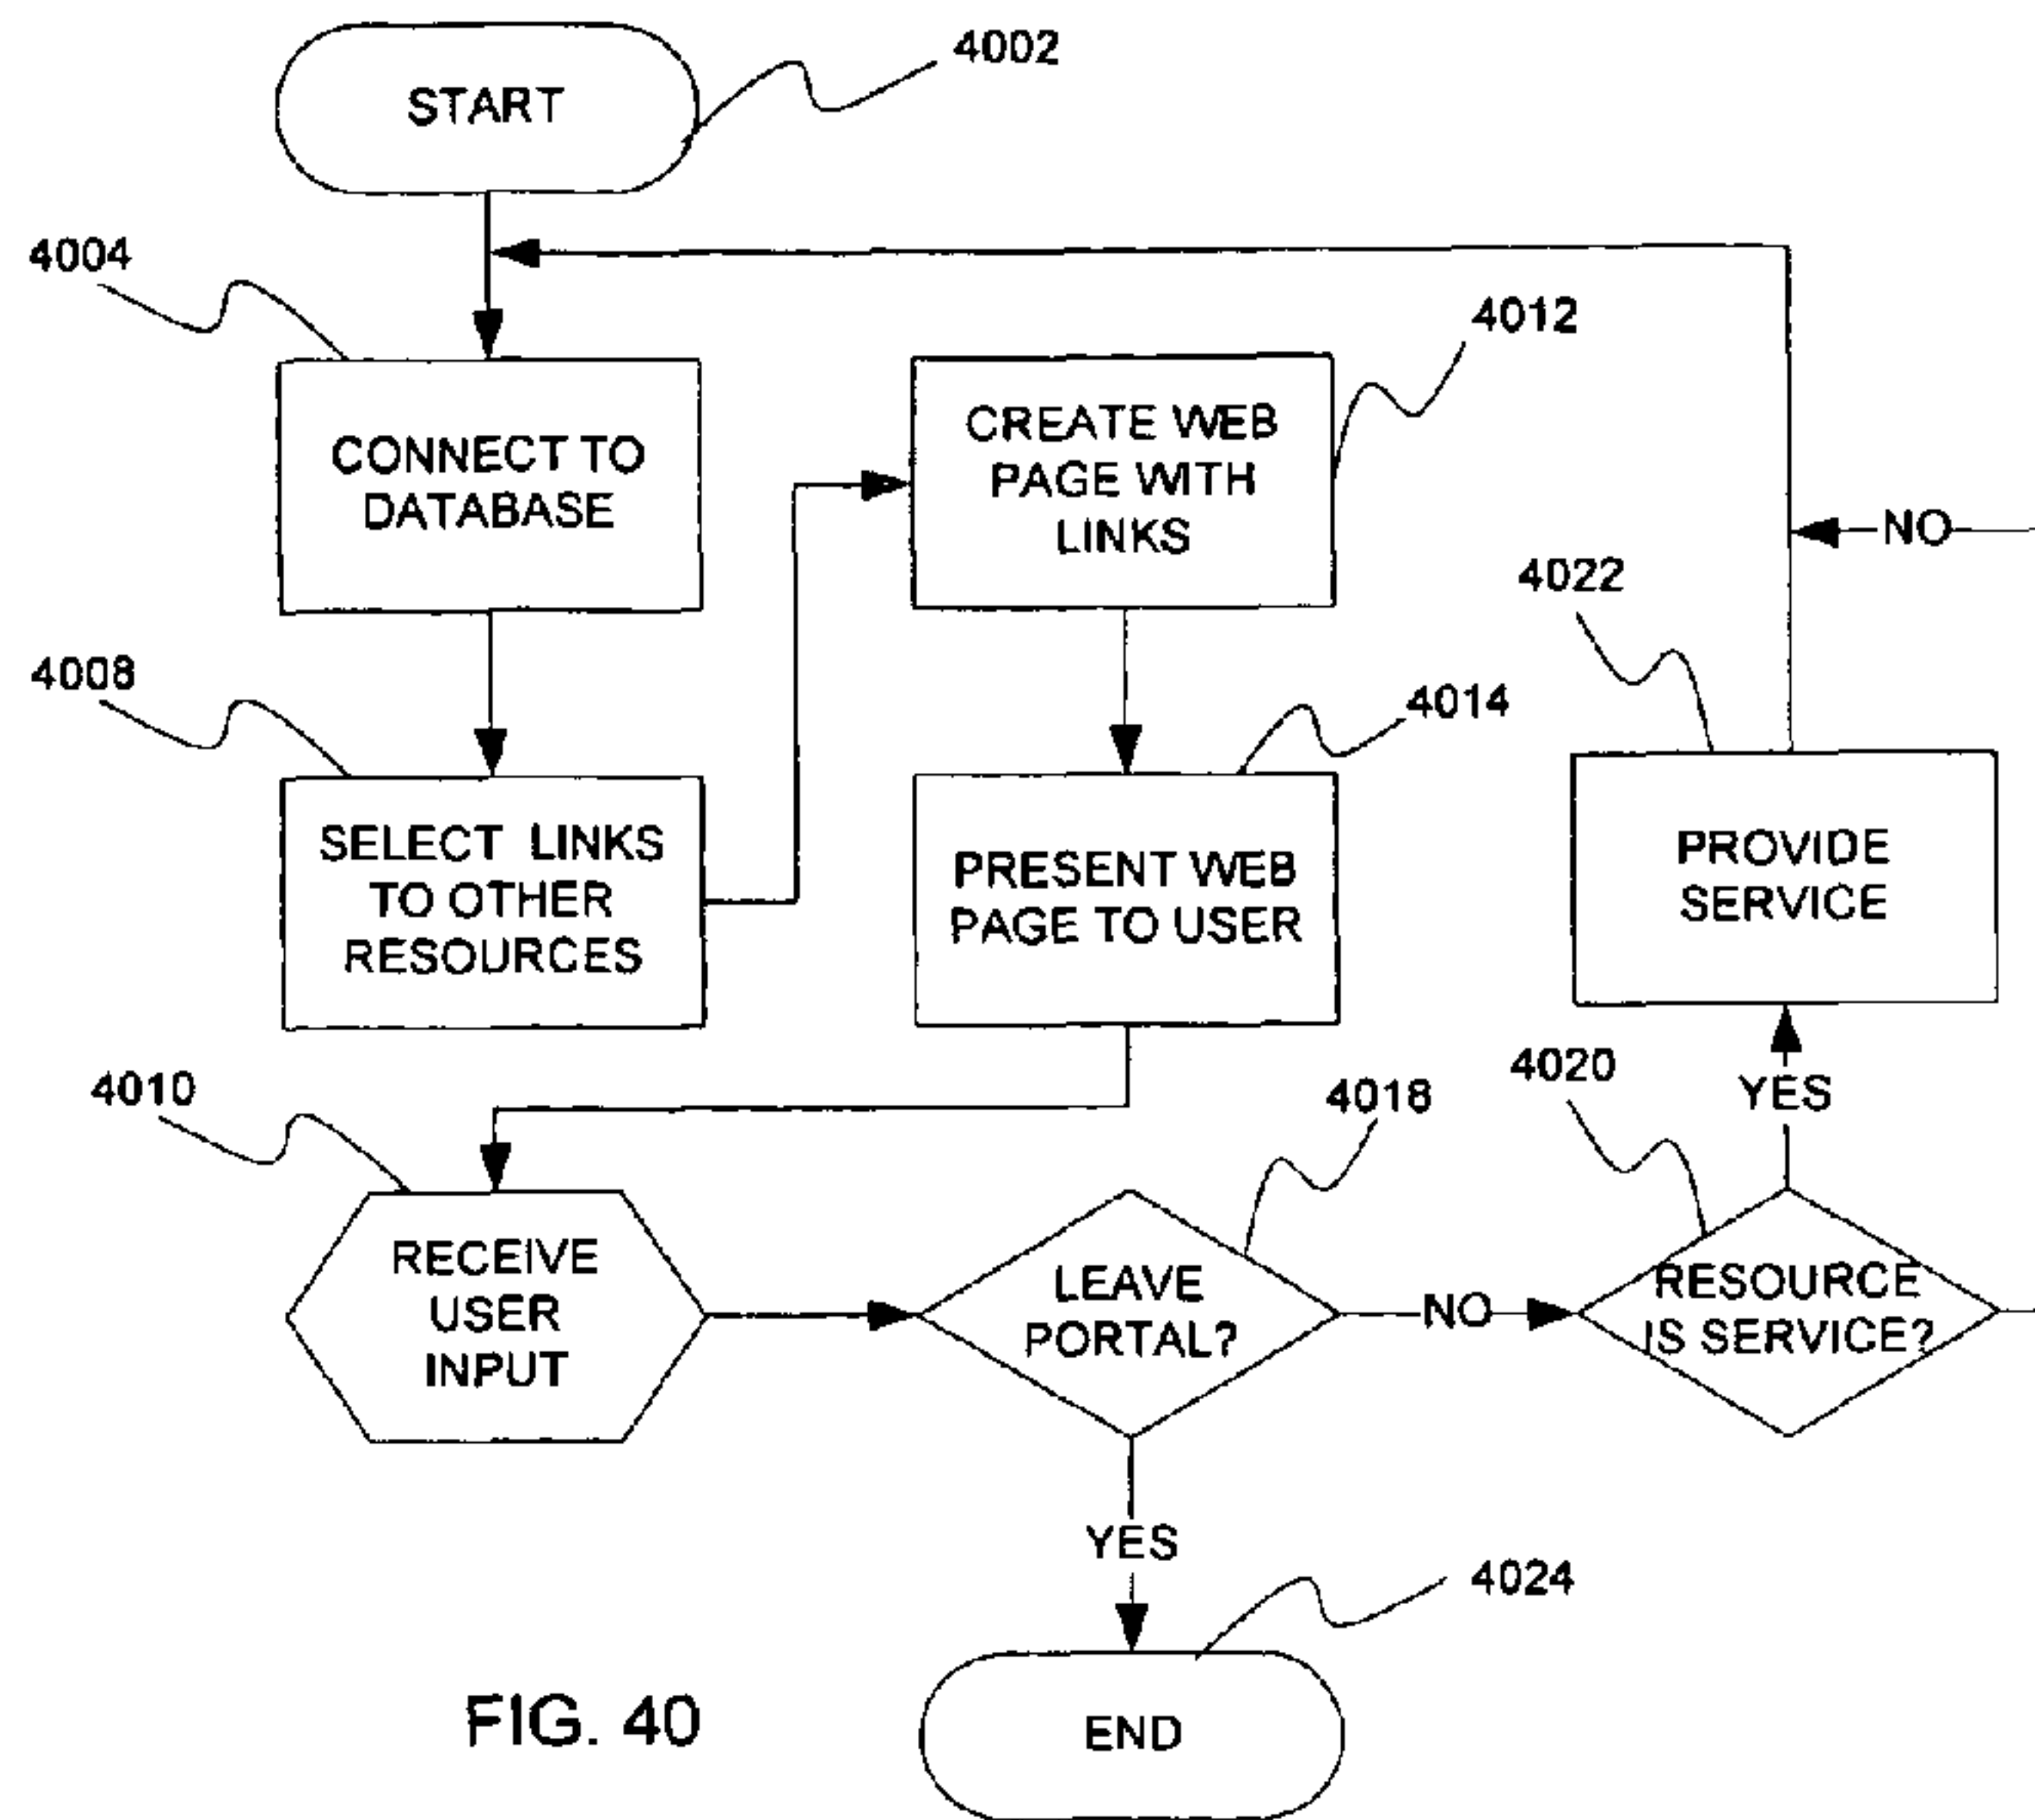 4002
START
4004
4012
CONNECT TO
DATABASE
CREATE WEB
PAGE WITH
LINKS
NO
4022
4008
4014
SELECT LINKS
TO OTHER
RESOURCES
PRESENT WEB
PAGE TO USER
PROVIDE
SERVICE
4010
4018
4020
YES
RECEIVE
USER
INPUT
LEAVE
PORTAL?
NO
RESOURCE
IS SERVICE?
YES
4024
FIG. 40
END